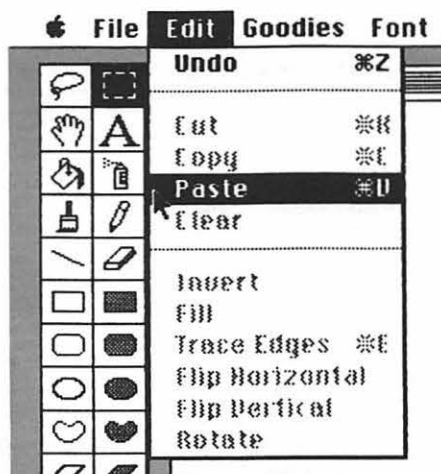 File Edit Goodies Font
Undo ⌘Z
Cut ⌘X
A
Copy ⌘C
Paste ⌘V
Clear
Invert
Fill
Trace Edges ⌘E
Flip Horizontal
Flip Vertical
Rotate